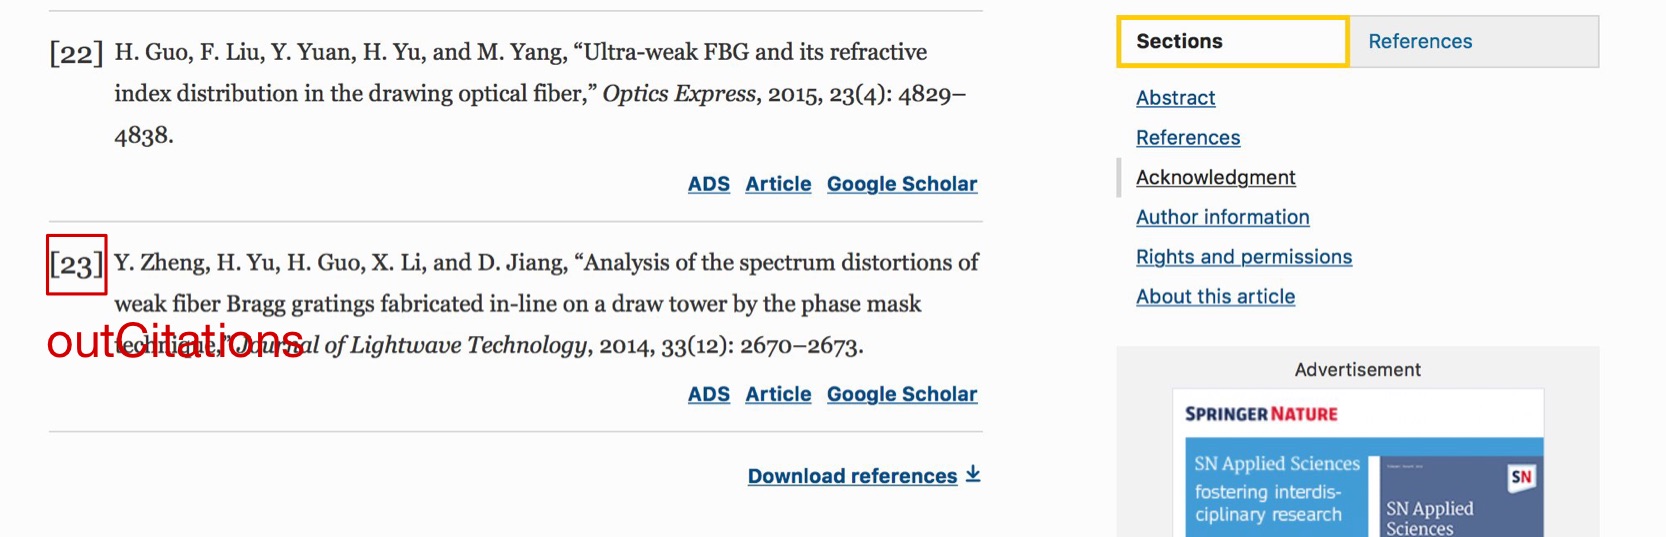 [22] H. Guo, F. Liu, Y. Yuan, H. Yu, and M. Yang, “Ultra-weak FBG and its refractive
index distribution in the drawing optical fiber,” Optics Express, 2015, 23(4): 4829–
4838.
ADS Article Google Scholar
[23] Y. Zheng, H. Yu, H. Guo, X. Li, and D. Jiang, “Analysis of the spectrum distortions of
weak fiber Bragg gratings fabricated in-line on a draw tower by the phase mask
technique,” Journal of Lightwave Technology, 2014, 33(12): 2670–2673.
outCitations
ADS Article Google Scholar
Download references
Sections References
Abstract
References
Acknowledgment
Author information
Rights and permissions
About this article
Advertisement
SPRINGER NATURE
SN Applied Sciences
fostering interdis-
ciplinary research
SN
SN Applied
Sciences